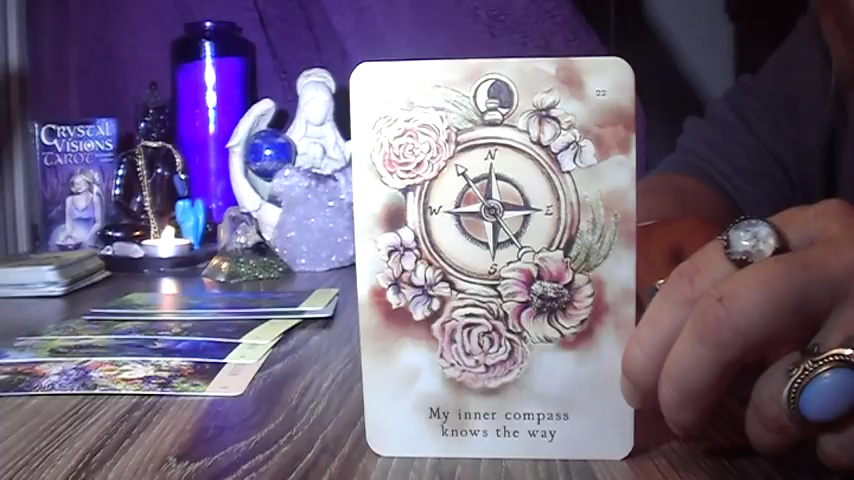 CRYSTAL
VISIONS
TAROT
22
N
W
E
S
My inner compass
knows the way